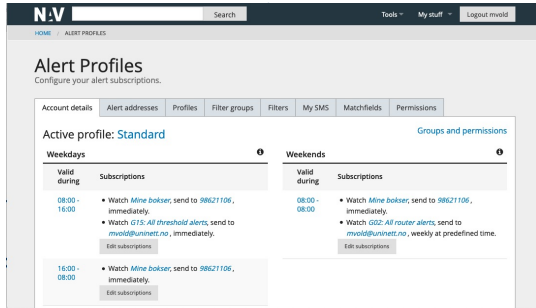 NAV
Search
Tools
My stuff
Logout mvold
HOME / ALERT PROFILES
Alert Profiles
Configure your alert subscriptions.
Account details
Alert addresses
Profiles
Filter groups
Filters
My SMS
Matchfields
Permissions
Active profile: Standard
Groups and permissions
Weekdays
Valid during
Subscriptions
08:00 -
16:00
• Watch Mine bokser, send to 98621106 ,
immediately.
• Watch G15: All threshold alerts, send to
mvold@uninett.no , immediately.
Edit subscriptions
16:00 -
08:00
• Watch Mine bokser, send to 98621106 ,
immediately.
Edit subscriptions
Weekends
Valid during
Subscriptions
08:00 -
08:00
• Watch Mine bokser, send to 98621106 ,
immediately.
• Watch G02: All router alerts, send to
mvold@uninett.no , weekly at predefined time.
Edit subscriptions